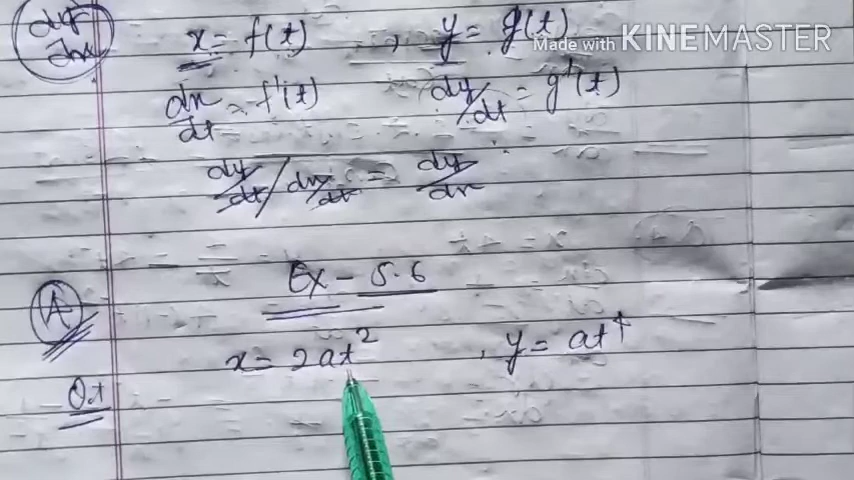 dy/dx
x = f(t) , y = g(t)
Made with KINEMASTER
dx/dt = f'(t) dy/dt = g'(t)
dy/dt / dx/dt = dy/dx
Ex - 5.6
A
x = 2at² , y = at⁴
Q.1